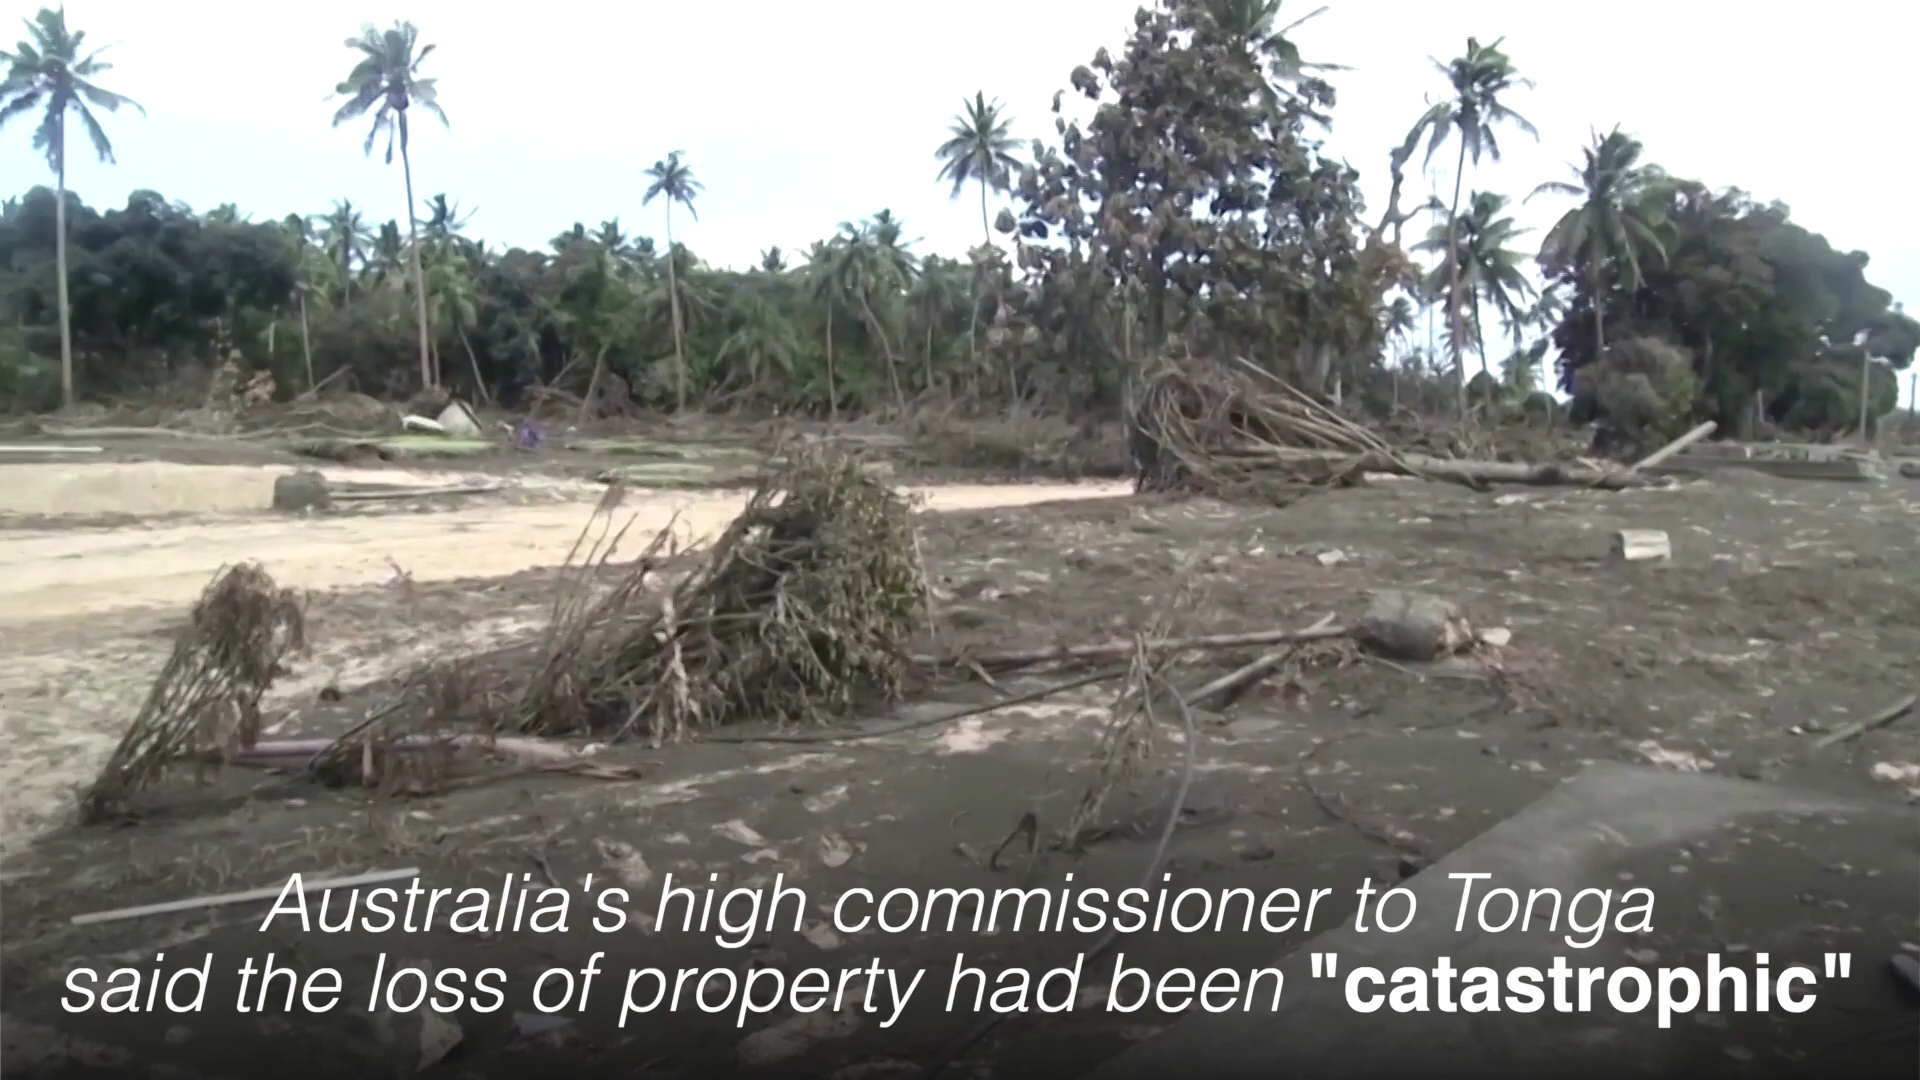 Australia's high commissioner to Tonga
said the loss of property had been "catastrophic"